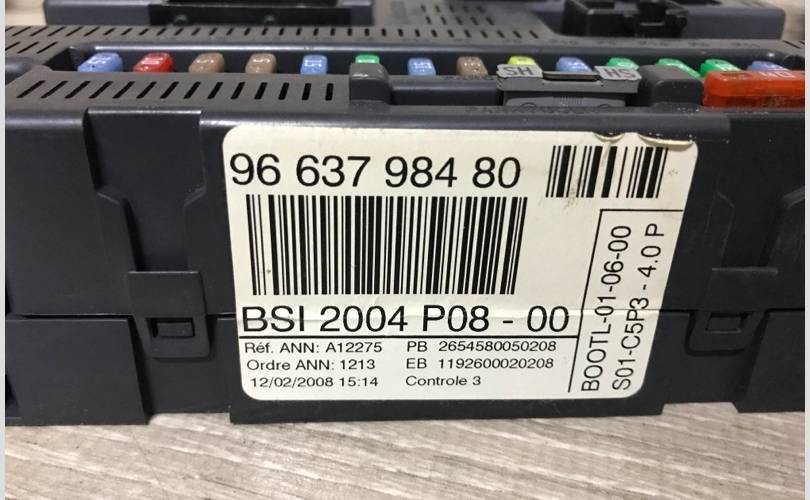 SH HS
96 637 984 80
BSI 2004 P08 - 00
Réf. ANN: A12275 PB 2654580050208
Ordre ANN: 1213 EB 1192600020208
12/02/2008 15:14 Controle 3
BOOTL-01-06-00
S01-C5P3 - 4.0 P